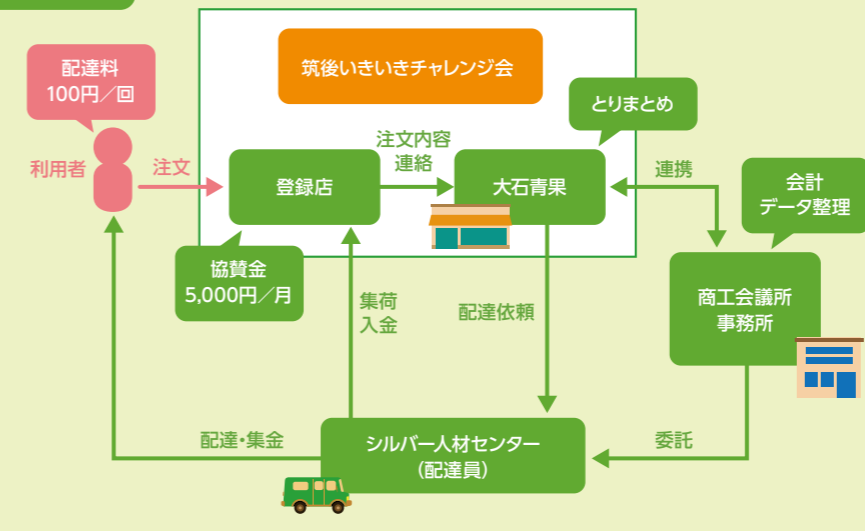 筑後いきいきチャレンジ会
配達料
100円／回
とりまとめ
利用者
注文
登録店
注文内容
連絡
大石青果
連携
会計
データ整理
協賛金
5,000円／月
集荷
入金
配達依頼
商工会議所
事務所
配達・集金
シルバー人材センター
（配達員）
委託